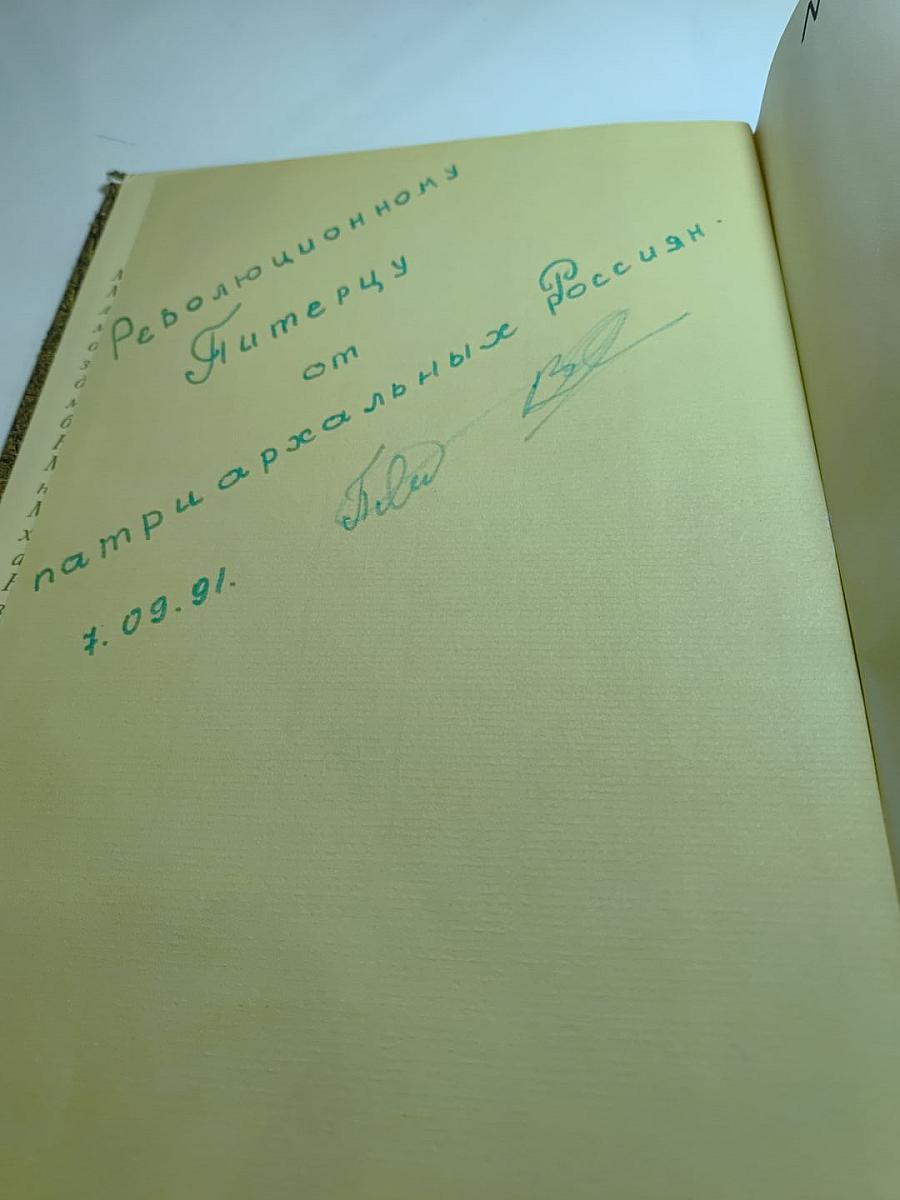 Революционному
Питерцу
от
патриархальных Россиян.
7.09.91.